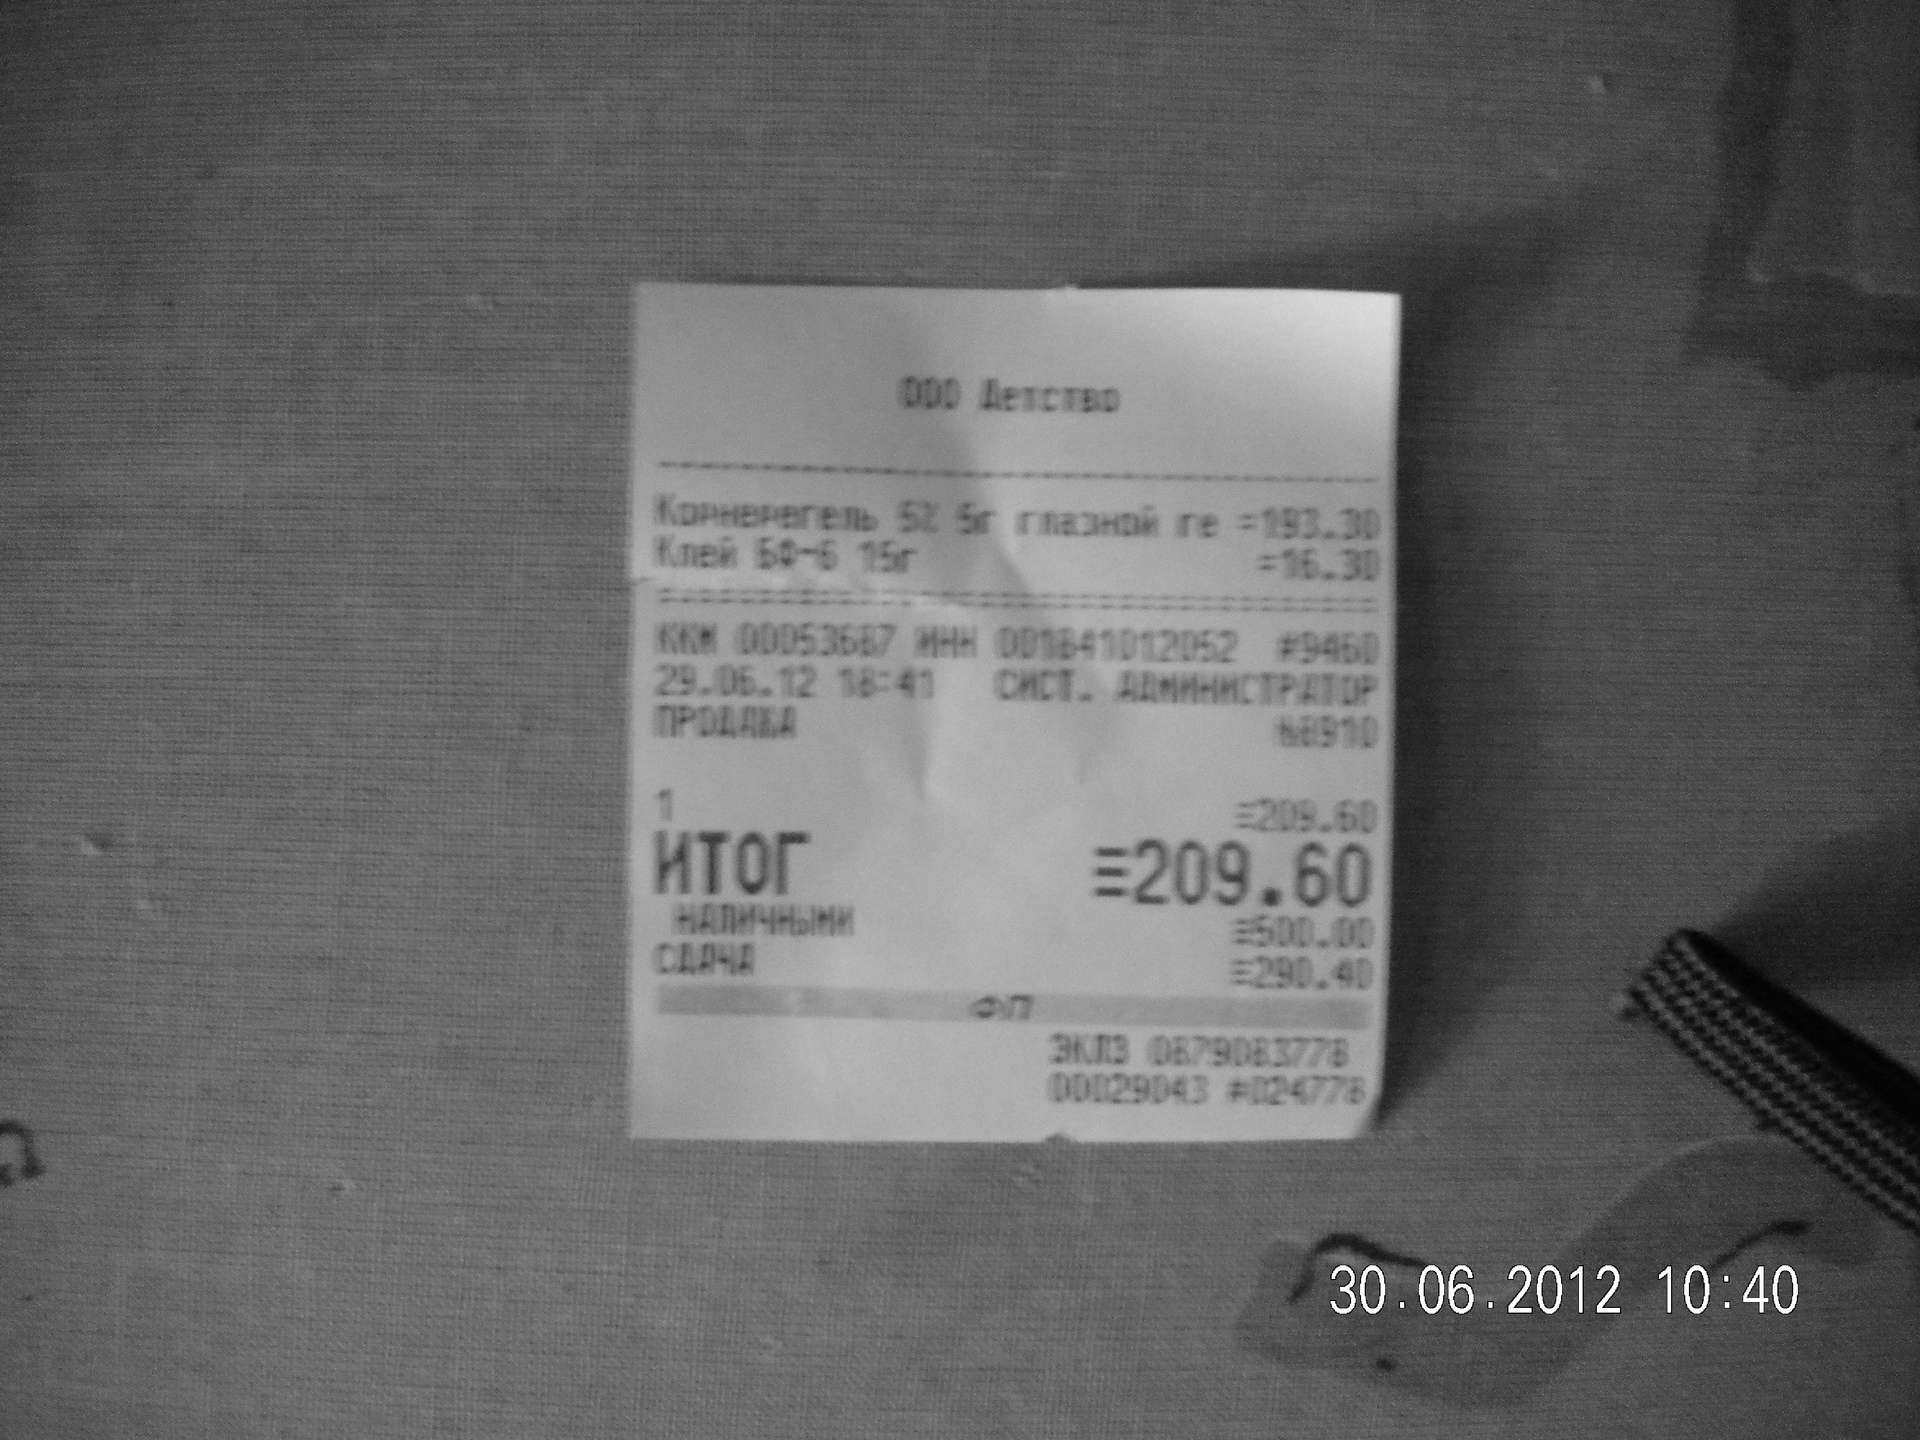 ООО Детство
Корнерегель 5% 5г глазной ге =193.30
Клей БФ-6 15г =16.30
ККМ 00053687 ИНН 001841012052 #9460
29.06.12 18:41 СИСТ. АДМИНИСТРАТОР
ПРОДАЖА №8910
1 ≡209.60
ИТОГ ≡209.60
НАЛИЧНЫМИ ≡500.00
СДАЧА ≡290.40
ФП
ЭКЛЗ 0879083778
00029043 #024778
30.06.2012 10:40